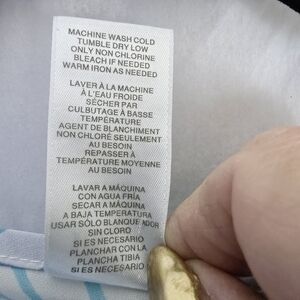 MACHINE WASH COLD
TUMBLE DRY LOW
ONLY NON CHLORINE
BLEACH IF NEEDED
WARM IRON AS NEEDED
LAVER À LA MACHINE
À L'EAU FROIDE
SÉCHER PAR
CULBUTAGE À BASSE
TEMPÉRATURE
AGENT DE BLANCHIMENT
NON CHLORÉ SEULEMENT
AU BESOIN
REPASSER À
TEMPÉRATURE MOYENNE
AU BESOIN
LAVAR A MÁQUINA
CON AGUA FRÍA
SECAR A MÁQUINA
A BAJA TEMPERATURA
USAR SÓLO BLANQUEADOR
SIN CLORO
SI ES NECESARIO
PLANCHAR CON LA
PLANCHA TIBIA
SI ES NECESARIO